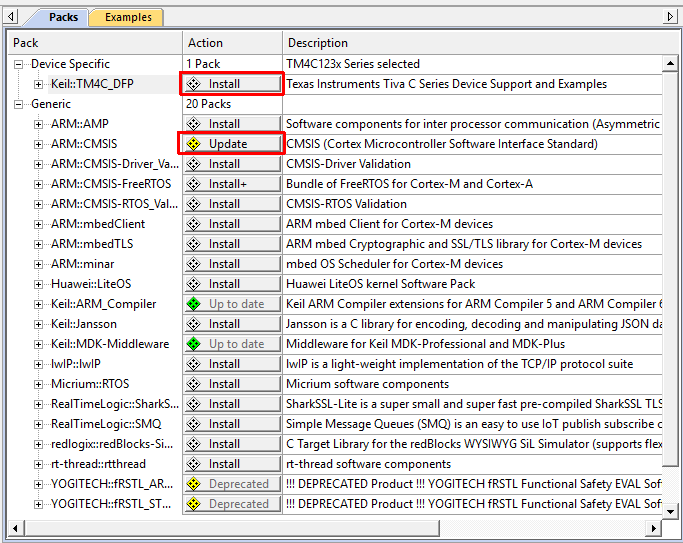 Packs Examples
Pack Action Description
Device Specific 1 Pack TM4C123x Series selected
Keil::TM4C_DFP Install Texas Instruments Tiva C Series Device Support and Examples
Generic 20 Packs
ARM::AMP Install Software components for inter processor communication (Asymmetric
ARM::CMSIS Update CMSIS (Cortex Microcontroller Software Interface Standard)
ARM::CMSIS-Driver_Va... Install CMSIS-Driver Validation
ARM::CMSIS-FreeRTOS Install+ Bundle of FreeRTOS for Cortex-M and Cortex-A
ARM::CMSIS-RTOS_Val... Install CMSIS-RTOS Validation
ARM::mbedClient Install ARM mbed Client for Cortex-M devices
ARM::mbedTLS Install ARM mbed Cryptographic and SSL/TLS library for Cortex-M devices
ARM::minar Install mbed OS Scheduler for Cortex-M devices
Huawei::LiteOS Install Huawei LiteOS kernel Software Pack
Keil::ARM_Compiler Up to date Keil ARM Compiler extensions for ARM Compiler 5 and ARM Compiler 6
Keil::Jansson Install Jansson is a C library for encoding, decoding and manipulating JSON da
Keil::MDK-Middleware Up to date Middleware for Keil MDK-Professional and MDK-Plus
lwIP::lwIP Install lwIP is a light-weight implementation of the TCP/IP protocol suite
Micrium::RTOS Install Micrium software components
RealTimeLogic::SharkS... Install SharkSSL-Lite is a super small and super fast pre-compiled SharkSSL TLS
RealTimeLogic::SMQ Install Simple Message Queues (SMQ) is an easy to use IoT publish subscribe c
redlogix::redBlocks-Si... Install C Target Library for the redBlocks WYSIWYG SiL Simulator (supports flex
rt-thread::rtthread Install rt-thread software components
YOGITECH::fRSTL_AR... Deprecated !!! DEPRECATED Product !!! YOGITECH fRSTL Functional Safety EVAL Sof
YOGITECH::fRSTL_ST... Deprecated !!! DEPRECATED Product !!! YOGITECH fRSTL Functional Safety EVAL Sof